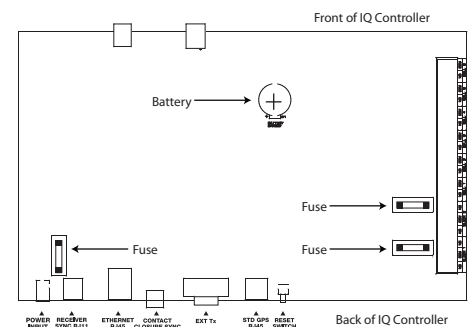 Front of IQ Controller
Battery
Fuse
Fuse
Fuse
POWER INPUT
RECEIVER SYNC RJ11
ETHERNET RJ45
CONTACT CLOSURE SYNC
EXT Tx
STD GPS RJ45
RESET SWITCH
Back of IQ Controller